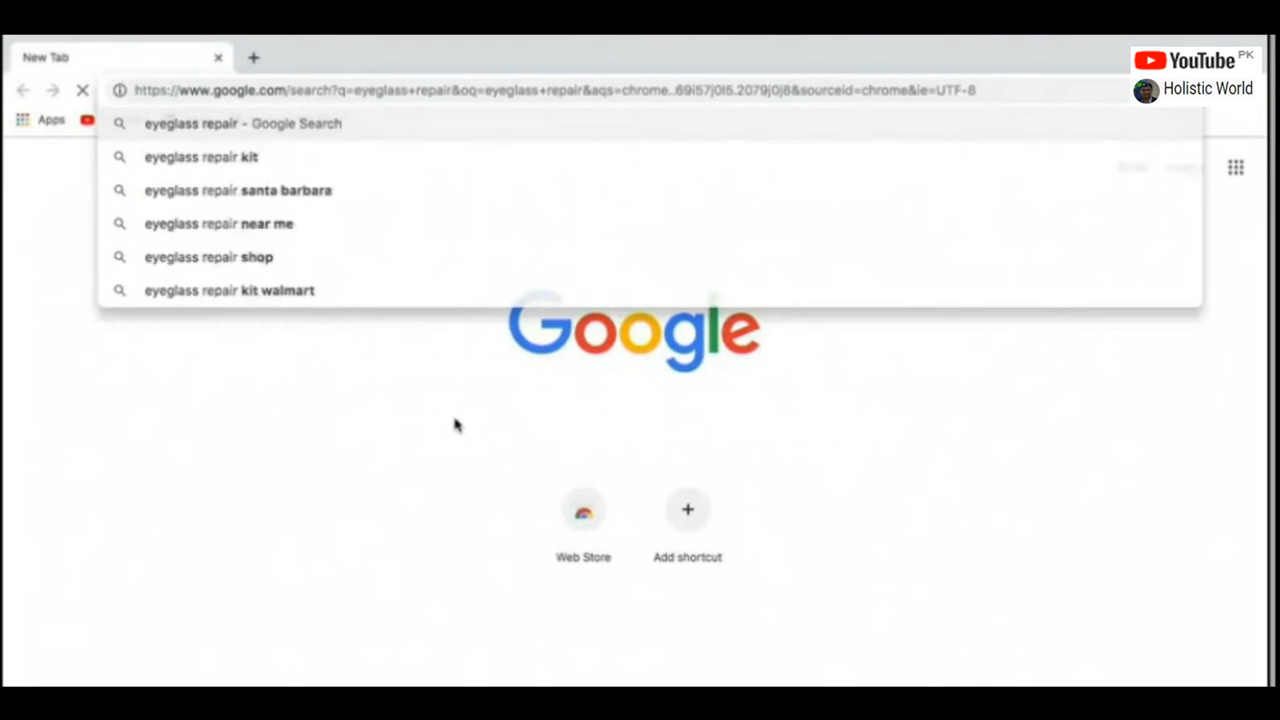 New Tab
YouTube PK
Holistic World
https://www.google.com/search?q=eyeglass+repair&oq=eyeglass+repair&aqs=chrome..69i57j0l5.2079j0j8&sourceid=chrome&ie=UTF-8
Apps
eyeglass repair - Google Search
eyeglass repair kit
eyeglass repair santa barbara
eyeglass repair near me
eyeglass repair shop
eyeglass repair kit walmart
Google
Web Store
Add shortcut